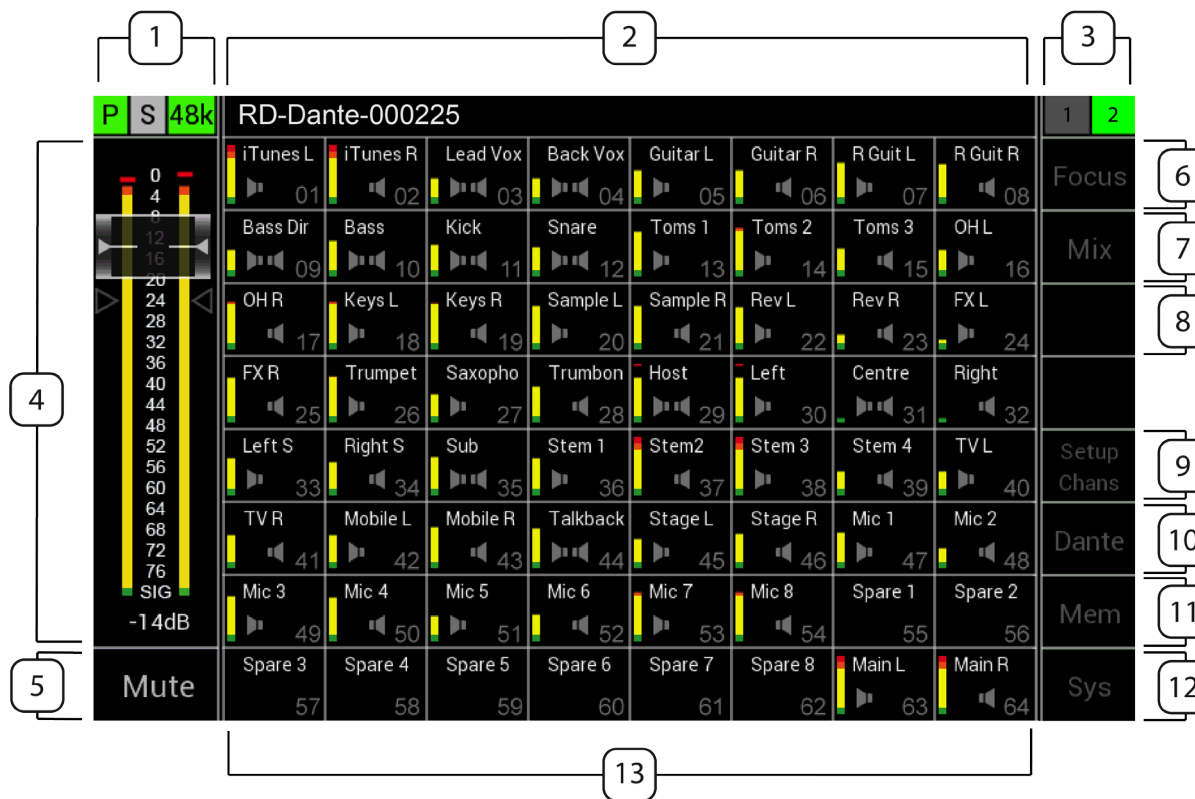 1
2
3
P S 48k
RD-Dante-000225
1 2
iTunes L 01
iTunes R 02
Lead Vox 03
Back Vox 04
Guitar L 05
Guitar R 06
R Guit L 07
R Guit R 08
Focus
6
Bass Dir 09
Bass 10
Kick 11
Snare 12
Toms 1 13
Toms 2 14
Toms 3 15
OH L 16
Mix
7
OH R 17
Keys L 18
Keys R 19
Sample L 20
Sample R 21
Rev L 22
Rev R 23
FX L 24
8
FX R 25
Trumpet 26
Saxopho 27
Trumbon 28
Host 29
Left 30
Centre 31
Right 32
Left S 33
Right S 34
Sub 35
Stem 1 36
Stem2 37
Stem 3 38
Stem 4 39
TV L 40
Setup
Chans
9
TV R 41
Mobile L 42
Mobile R 43
Talkback 44
Stage L 45
Stage R 46
Mic 1 47
Mic 2 48
Dante
10
Mic 3 49
Mic 4 50
Mic 5 51
Mic 6 52
Mic 7 53
Mic 8 54
Spare 1 55
Spare 2 56
Mem
11
Spare 3 57
Spare 4 58
Spare 5 59
Spare 6 60
Spare 7 61
Spare 8 62
Main L 63
Main R 64
Sys
12
4
0
4
8
12
16
20
24
28
32
36
40
44
48
52
56
60
64
68
72
76
SIG
-14dB
5
Mute
13